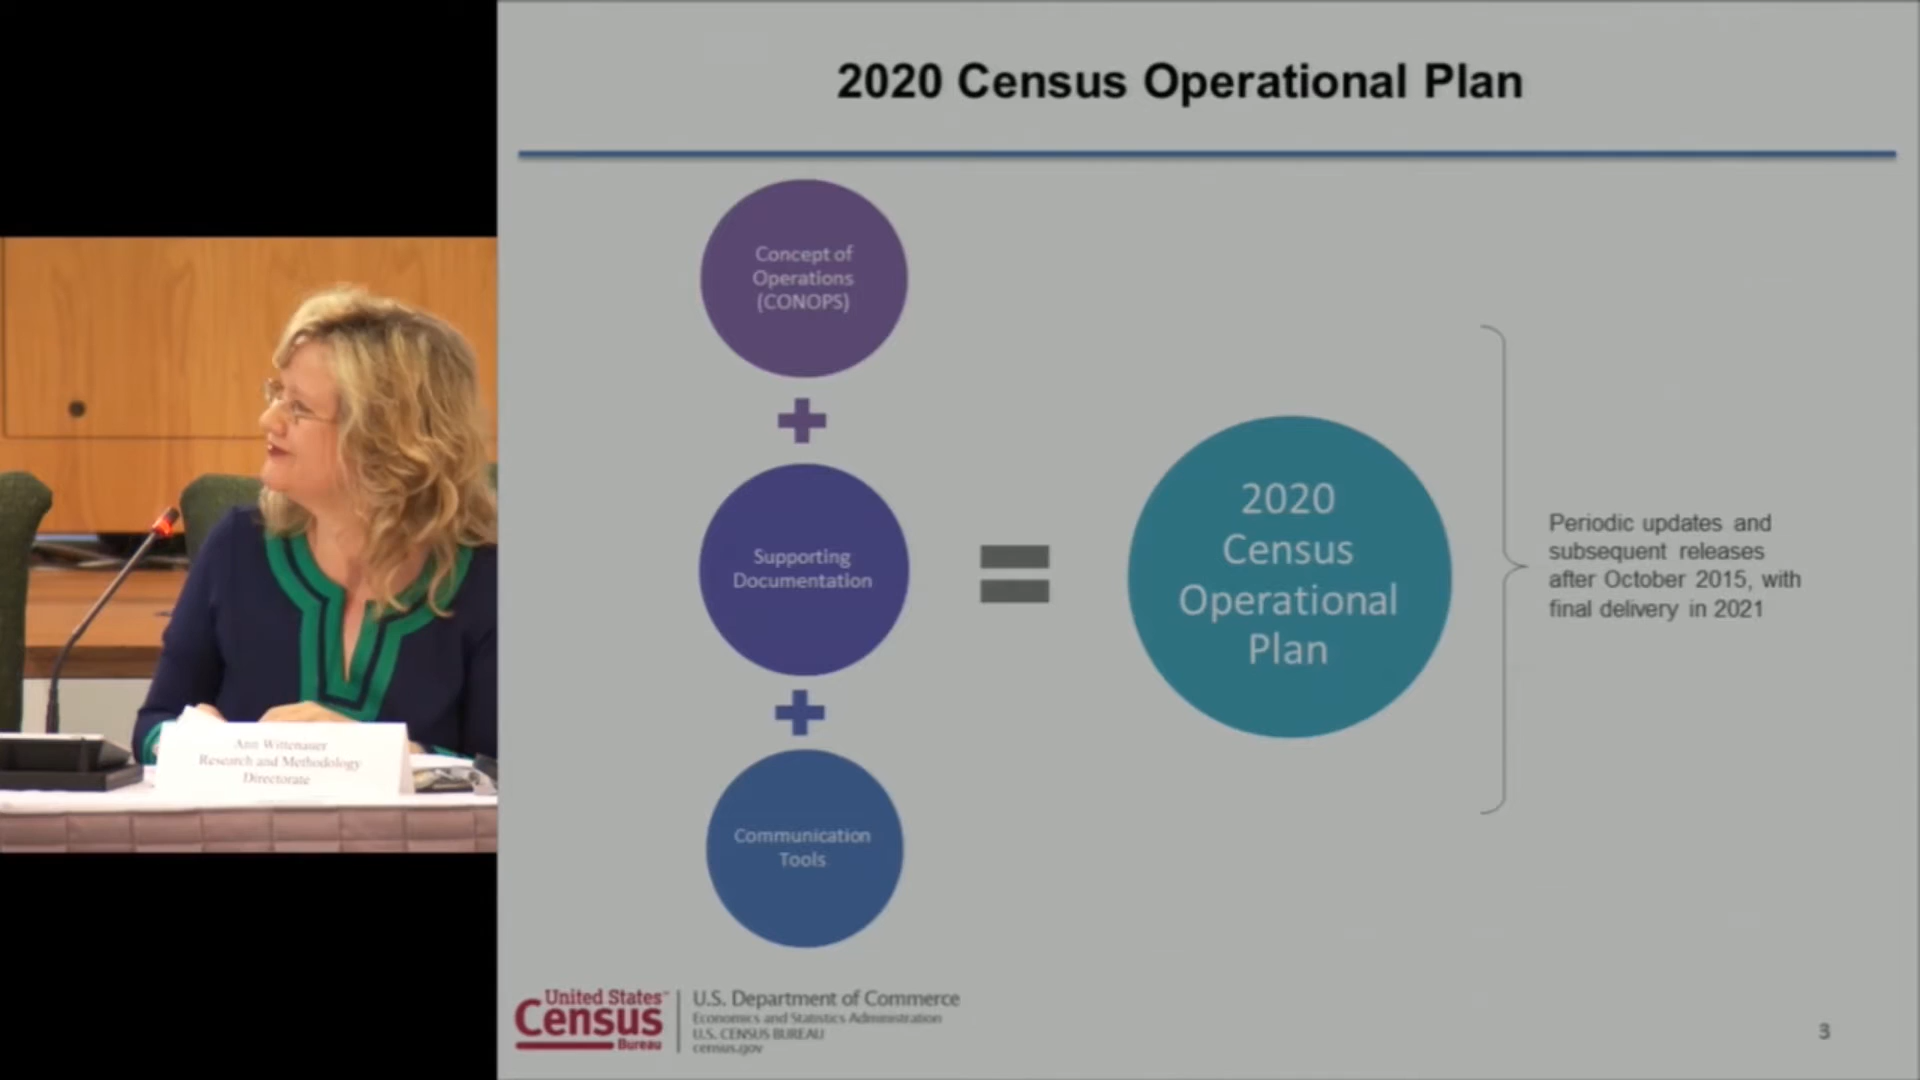 2020 Census Operational Plan
Concept of
Operations
(CONOPS)
Supporting
Documentation
Communication
Tools
2020
Census
Operational
Plan
Periodic updates and
subsequent releases
after October 2015, with
final delivery in 2021
Ann Wittenauer
Research and Methodology
Directorate
United States™
Census
Bureau
U.S. Department of Commerce
Economics and Statistics Administration
U.S. CENSUS BUREAU
census.gov
3